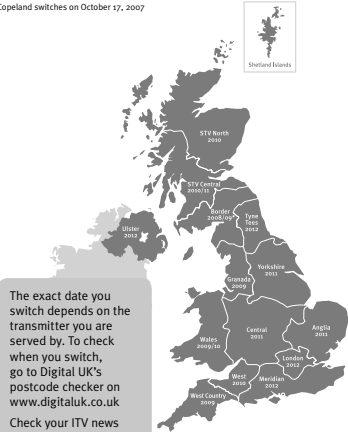 Copeland switches on October 17, 2007
Shetland Islands
STV North
2010
STV Central
2010/11
Border
2008/09
Tyne
Tees
2012
Ulster
2012
Granada
2009
Yorkshire
2011
Wales
2009/10
Central
2011
Anglia
2011
London
2012
West
2010
Meridian
2012
West Country
2009
The exact date you
switch depends on the
transmitter you are
served by. To check
when you switch,
go to Digital UK's
postcode checker on
www.digitaluk.co.uk
Check your ITV news